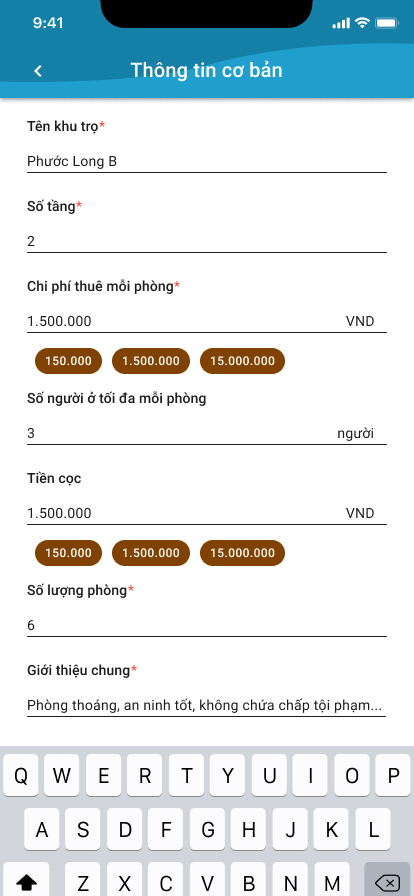 9:41
Thông tin cơ bản
Tên khu trọ*
Phước Long B
Số tầng*
2
Chi phí thuê mỗi phòng*
1.500.000 VND
150.000 1.500.000 15.000.000
Số người ở tối đa mỗi phòng
3 người
Tiền cọc
1.500.000 VND
150.000 1.500.000 15.000.000
Số lượng phòng*
6
Giới thiệu chung*
Phòng thoáng, an ninh tốt, không chứa chấp tội phạm...
Q W E R T Y U I O P
A S D F G H J K L
Z X C V B N M